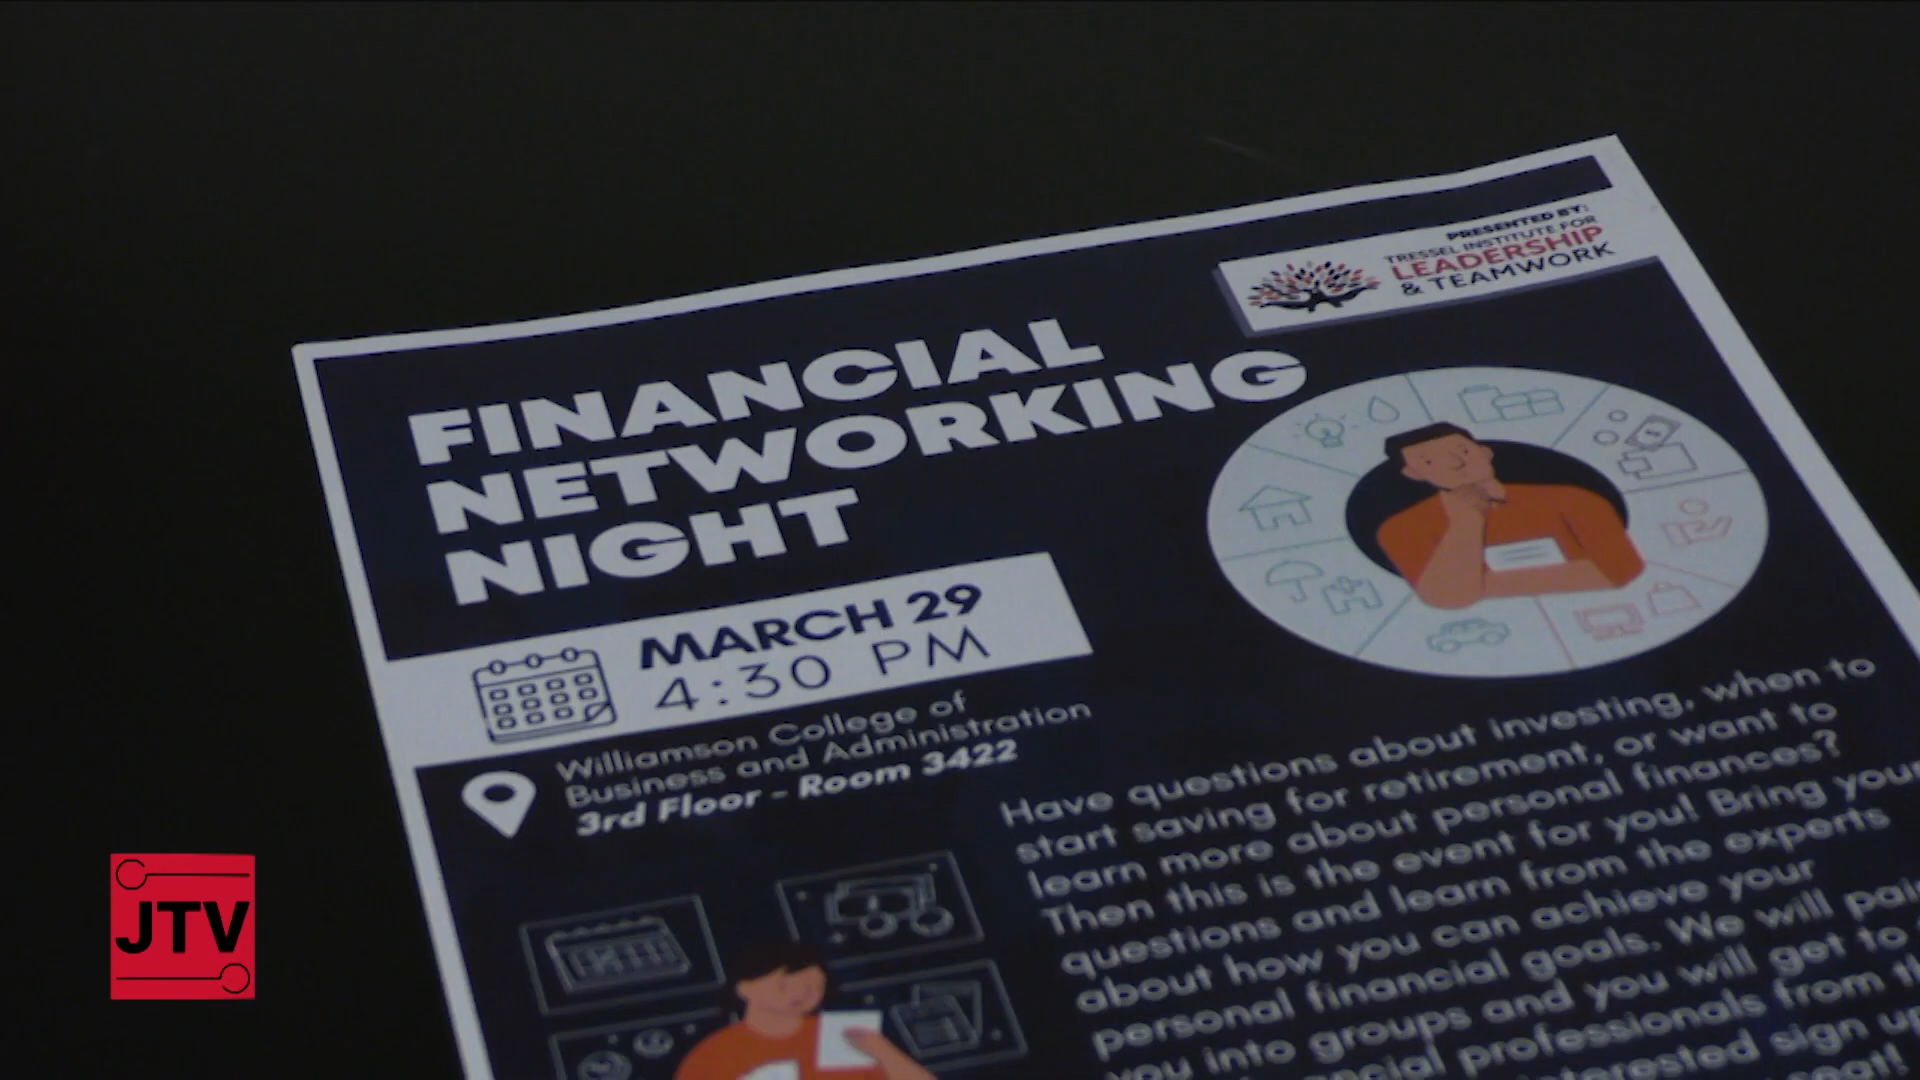 PRESENTED BY:
TRESSEL INSTITUTE FOR
LEADERSHIP
& TEAMWORK
FINANCIAL
NETWORKING
NIGHT
MARCH 29
4:30 PM
Williamson College of
Business and Administration
3rd Floor - Room 3422
Have questions about investing, when to
start saving for retirement, or want to
learn more about personal finances?
Then this is the event for you! Bring your
questions and learn from the experts
about how you can achieve your
personal financial goals. We will
you into groups and you will get to
professionals from
sign up
JTV